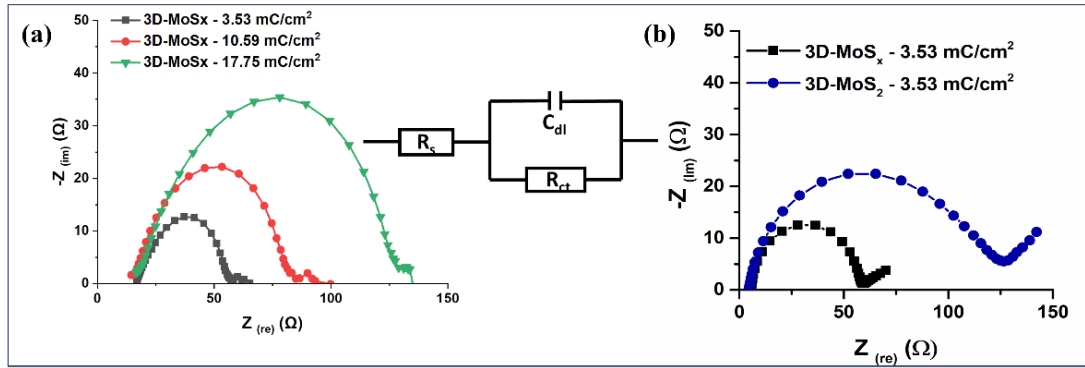 (a)
3D-MoSx - 3.53 mC/cm²
3D-MoSx - 10.59 mC/cm²
3D-MoSx - 17.75 mC/cm²
50
40
30
20
10
0
-Z (im) (Ω)
0
50
100
150
Z (re) (Ω)
Rs
Cdl
Rct
(b)
3D-MoSₓ - 3.53 mC/cm²
3D-MoS₂ - 3.53 mC/cm²
50
40
30
20
10
0
-Z (Im) (Ω)
0
50
100
150
Z (re) (Ω)